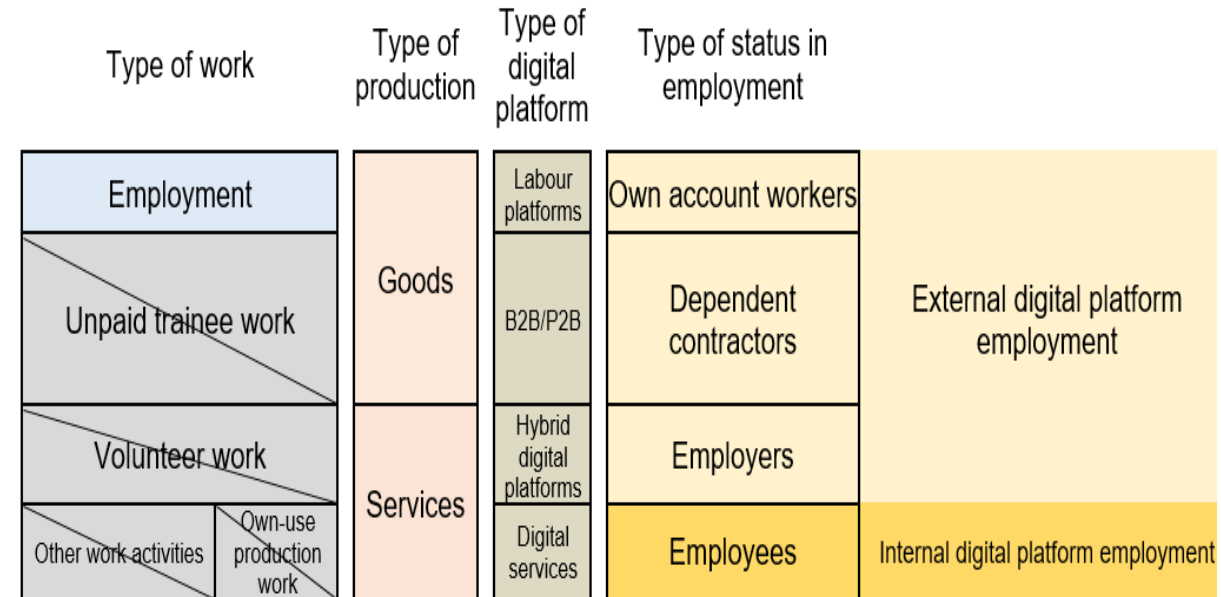 Type of work
Type of
production
Type of
digital
platform
Type of status in
employment
Employment
Unpaid trainee work
Volunteer work
Other work activities
Own-use
production
work
Goods
Services
Labour
platforms
B2B/P2B
Hybrid
digital
platforms
Digital
services
Own account workers
Dependent
contractors
Employers
Employees
External digital platform
employment
Internal digital platform employment